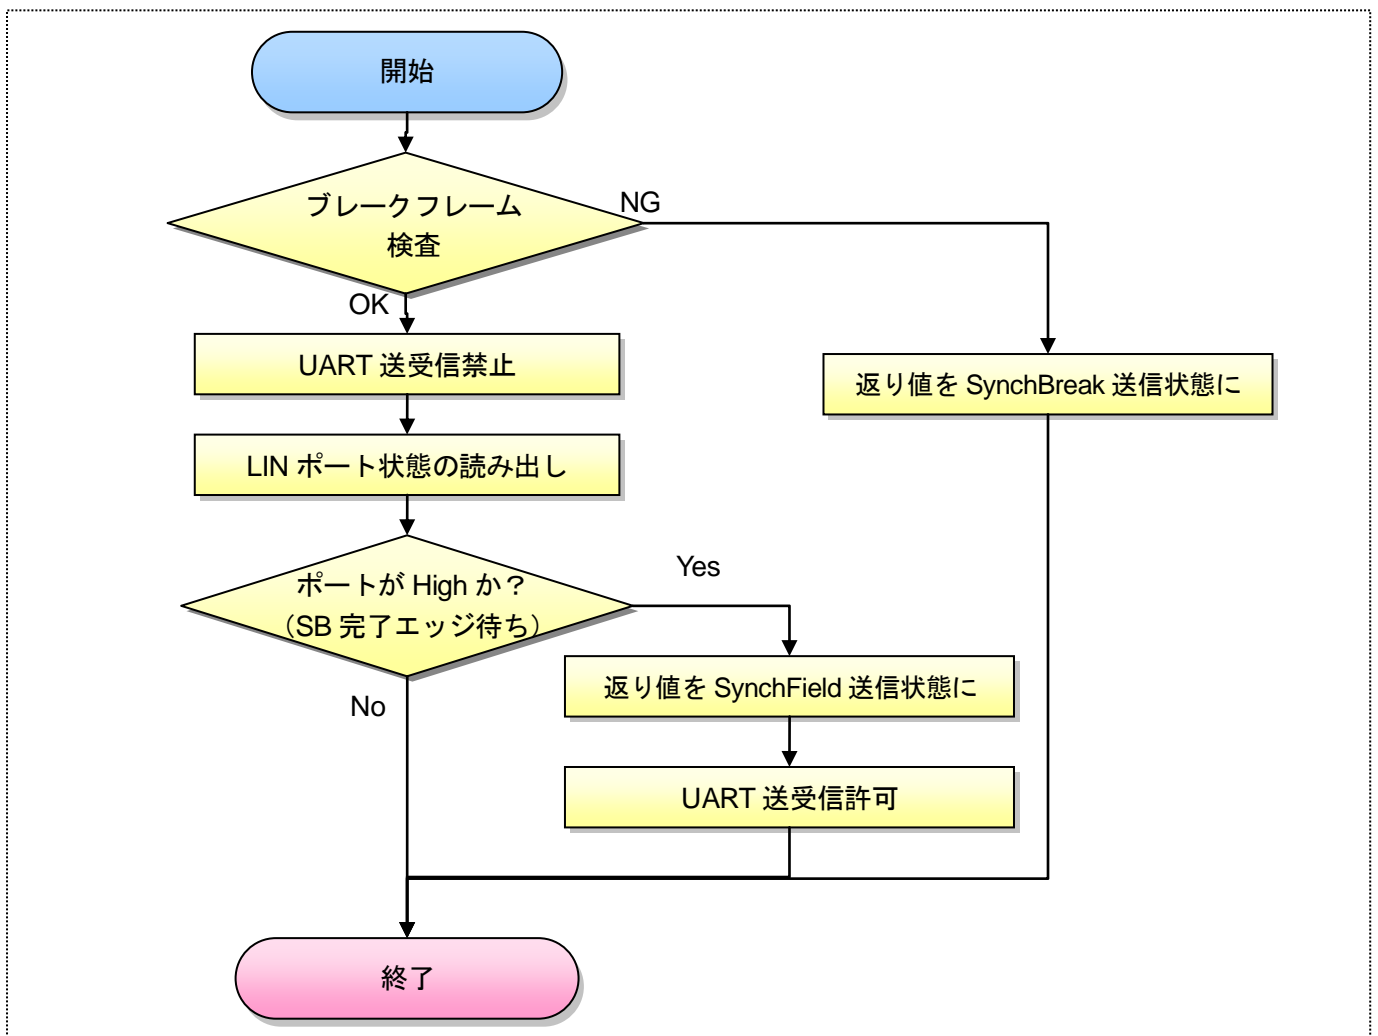 開始
ブレークフレーム
検査
NG
OK
UART 送受信禁止
返り値を SynchBreak 送信状態に
LIN ポート状態の読み出し
ポートが High か？
（SB 完了エッジ待ち）
Yes
返り値を SynchField 送信状態に
No
UART 送受信許可
終了